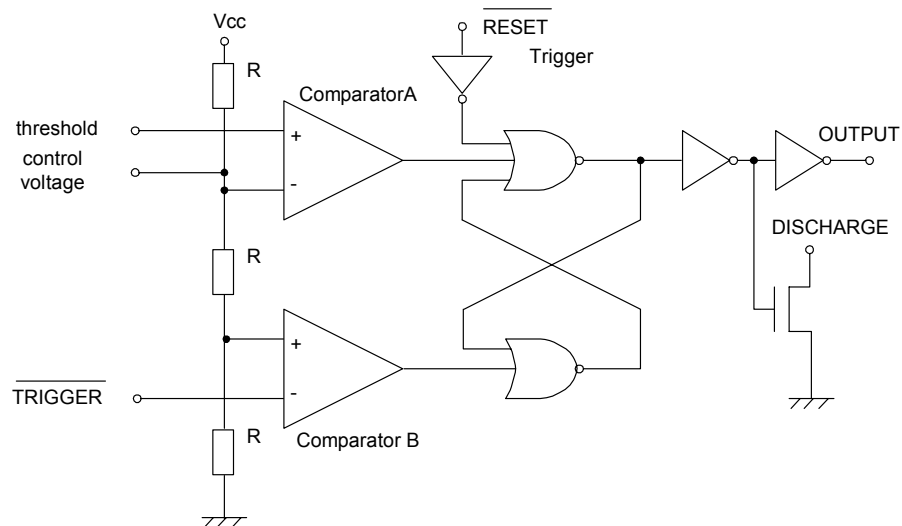 Vcc
RESET
Trigger
R
ComparatorA
threshold
+
OUTPUT
control
voltage
-
DISCHARGE
R
+
TRIGGER
-
R
Comparator B